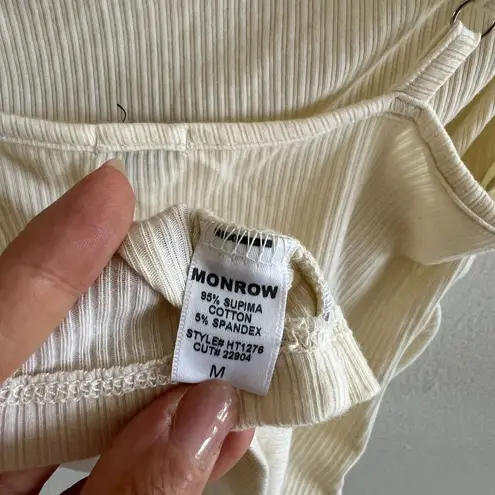 MONROW
95% SUPIMA
COTTON
5% SPANDEX
STYLE# HT1276
CUT# 22904
M